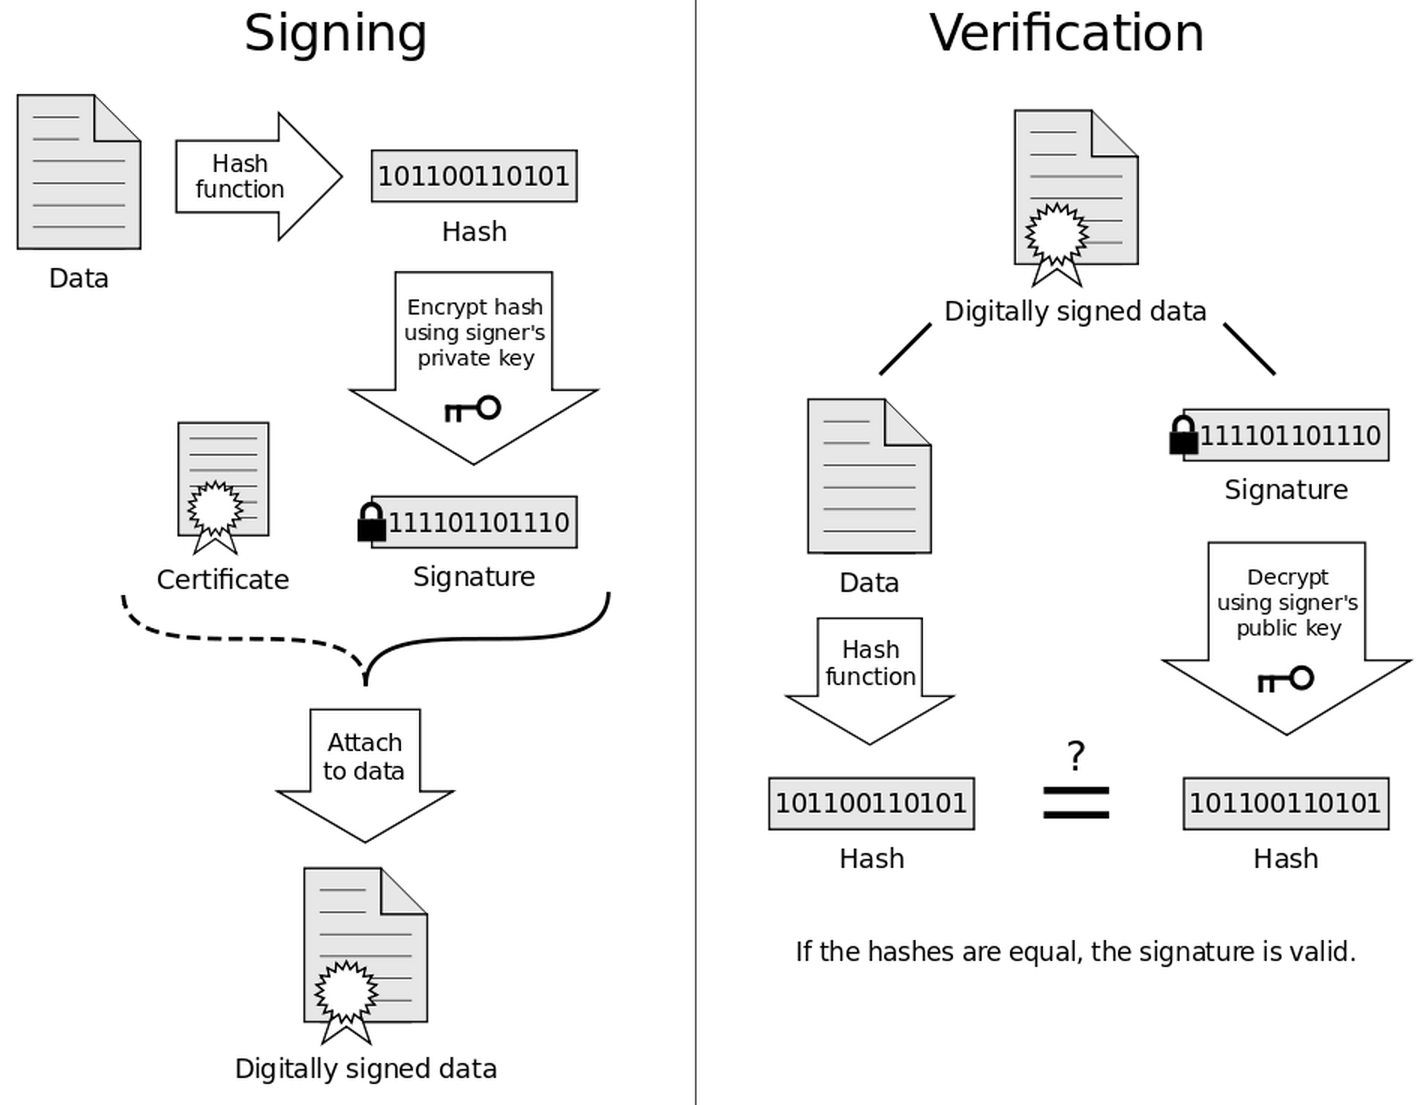 Signing
Hash
function
101100110101
Hash
Data
Encrypt hash
using signer's
private key
111101101110
Certificate
Signature
Attach
to data
Digitally signed data
Verification
Digitally signed data
111101101110
Signature
Data
Decrypt
using signer's
public key
Hash
function
?
101100110101
101100110101
Hash
Hash
If the hashes are equal, the signature is valid.